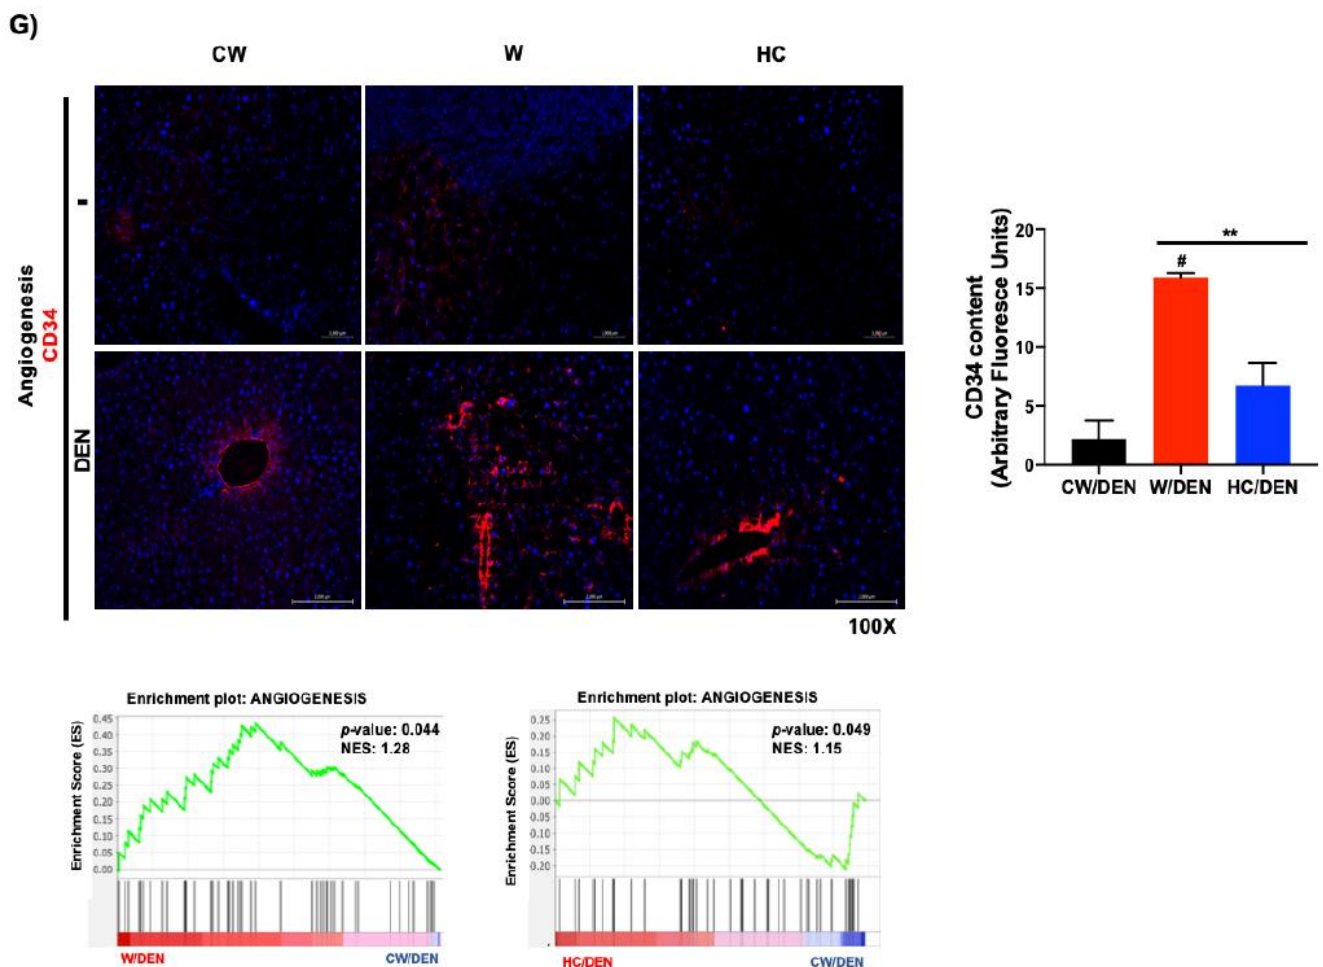 G)
CW W HC
Angiogenesis
CD34
-
DEN
100X
CD34 content
(Arbitrary Fluoresce Units)
20
15
10
5
0
**
#
CW/DEN W/DEN HC/DEN
Enrichment plot: ANGIOGENESIS
p-value: 0.044
NES: 1.28
Enrichment Score (ES)
0.45
0.40
0.35
0.30
0.25
0.20
0.15
0.10
0.05
0.00
W/DEN CW/DEN
Enrichment plot: ANGIOGENESIS
p-value: 0.049
NES: 1.15
Enrichment Score (ES)
0.25
0.20
0.15
0.10
0.05
0.00
0.05
0.10
0.15
0.20
HC/DEN CW/DEN